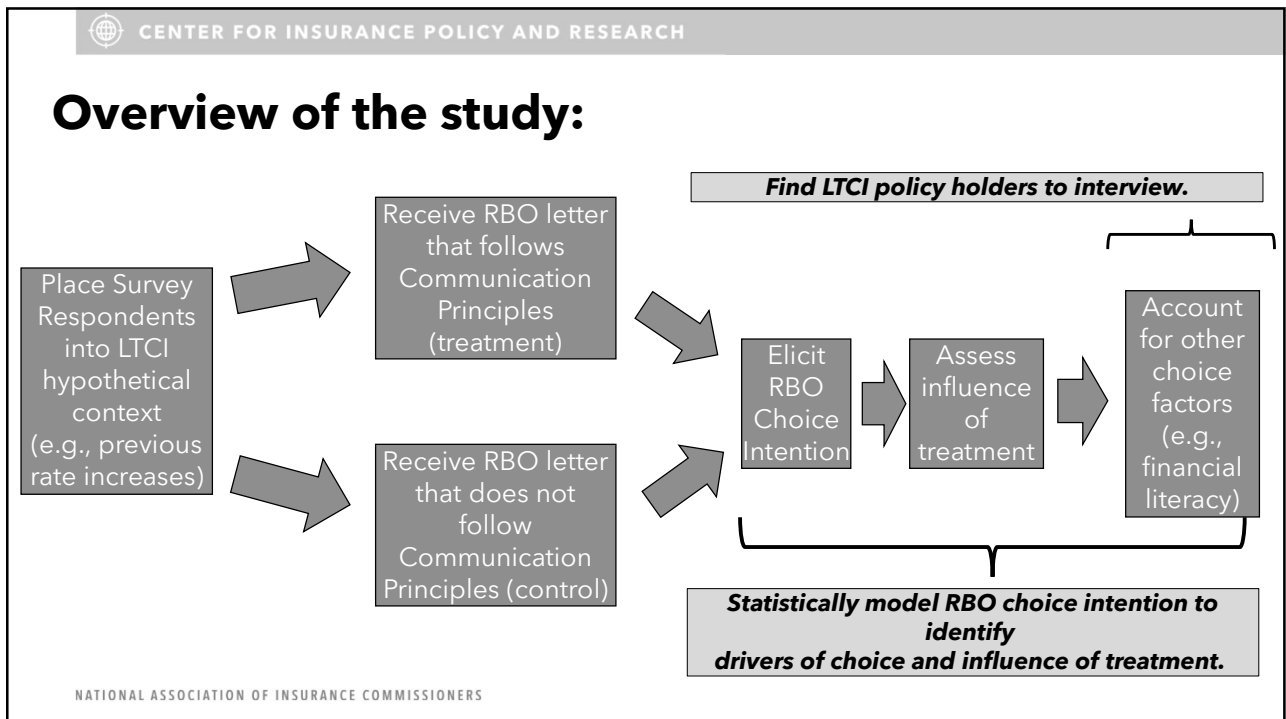 CENTER FOR INSURANCE POLICY AND RESEARCH
Overview of the study:
Place Survey
Respondents
into LTCI
hypothetical
context
(e.g., previous
rate increases)
Receive RBO letter
that follows
Communication
Principles
(treatment)
Receive RBO letter
that does not
follow
Communication
Principles (control)
Elicit
RBO
Choice
Intention
Assess
influence
of
treatment
Find LTCI policy holders to interview.
Account
for other
choice
factors
(e.g.,
financial
literacy)
Statistically model RBO choice intention to
identify
drivers of choice and influence of treatment.
NATIONAL ASSOCIATION OF INSURANCE COMMISSIONERS